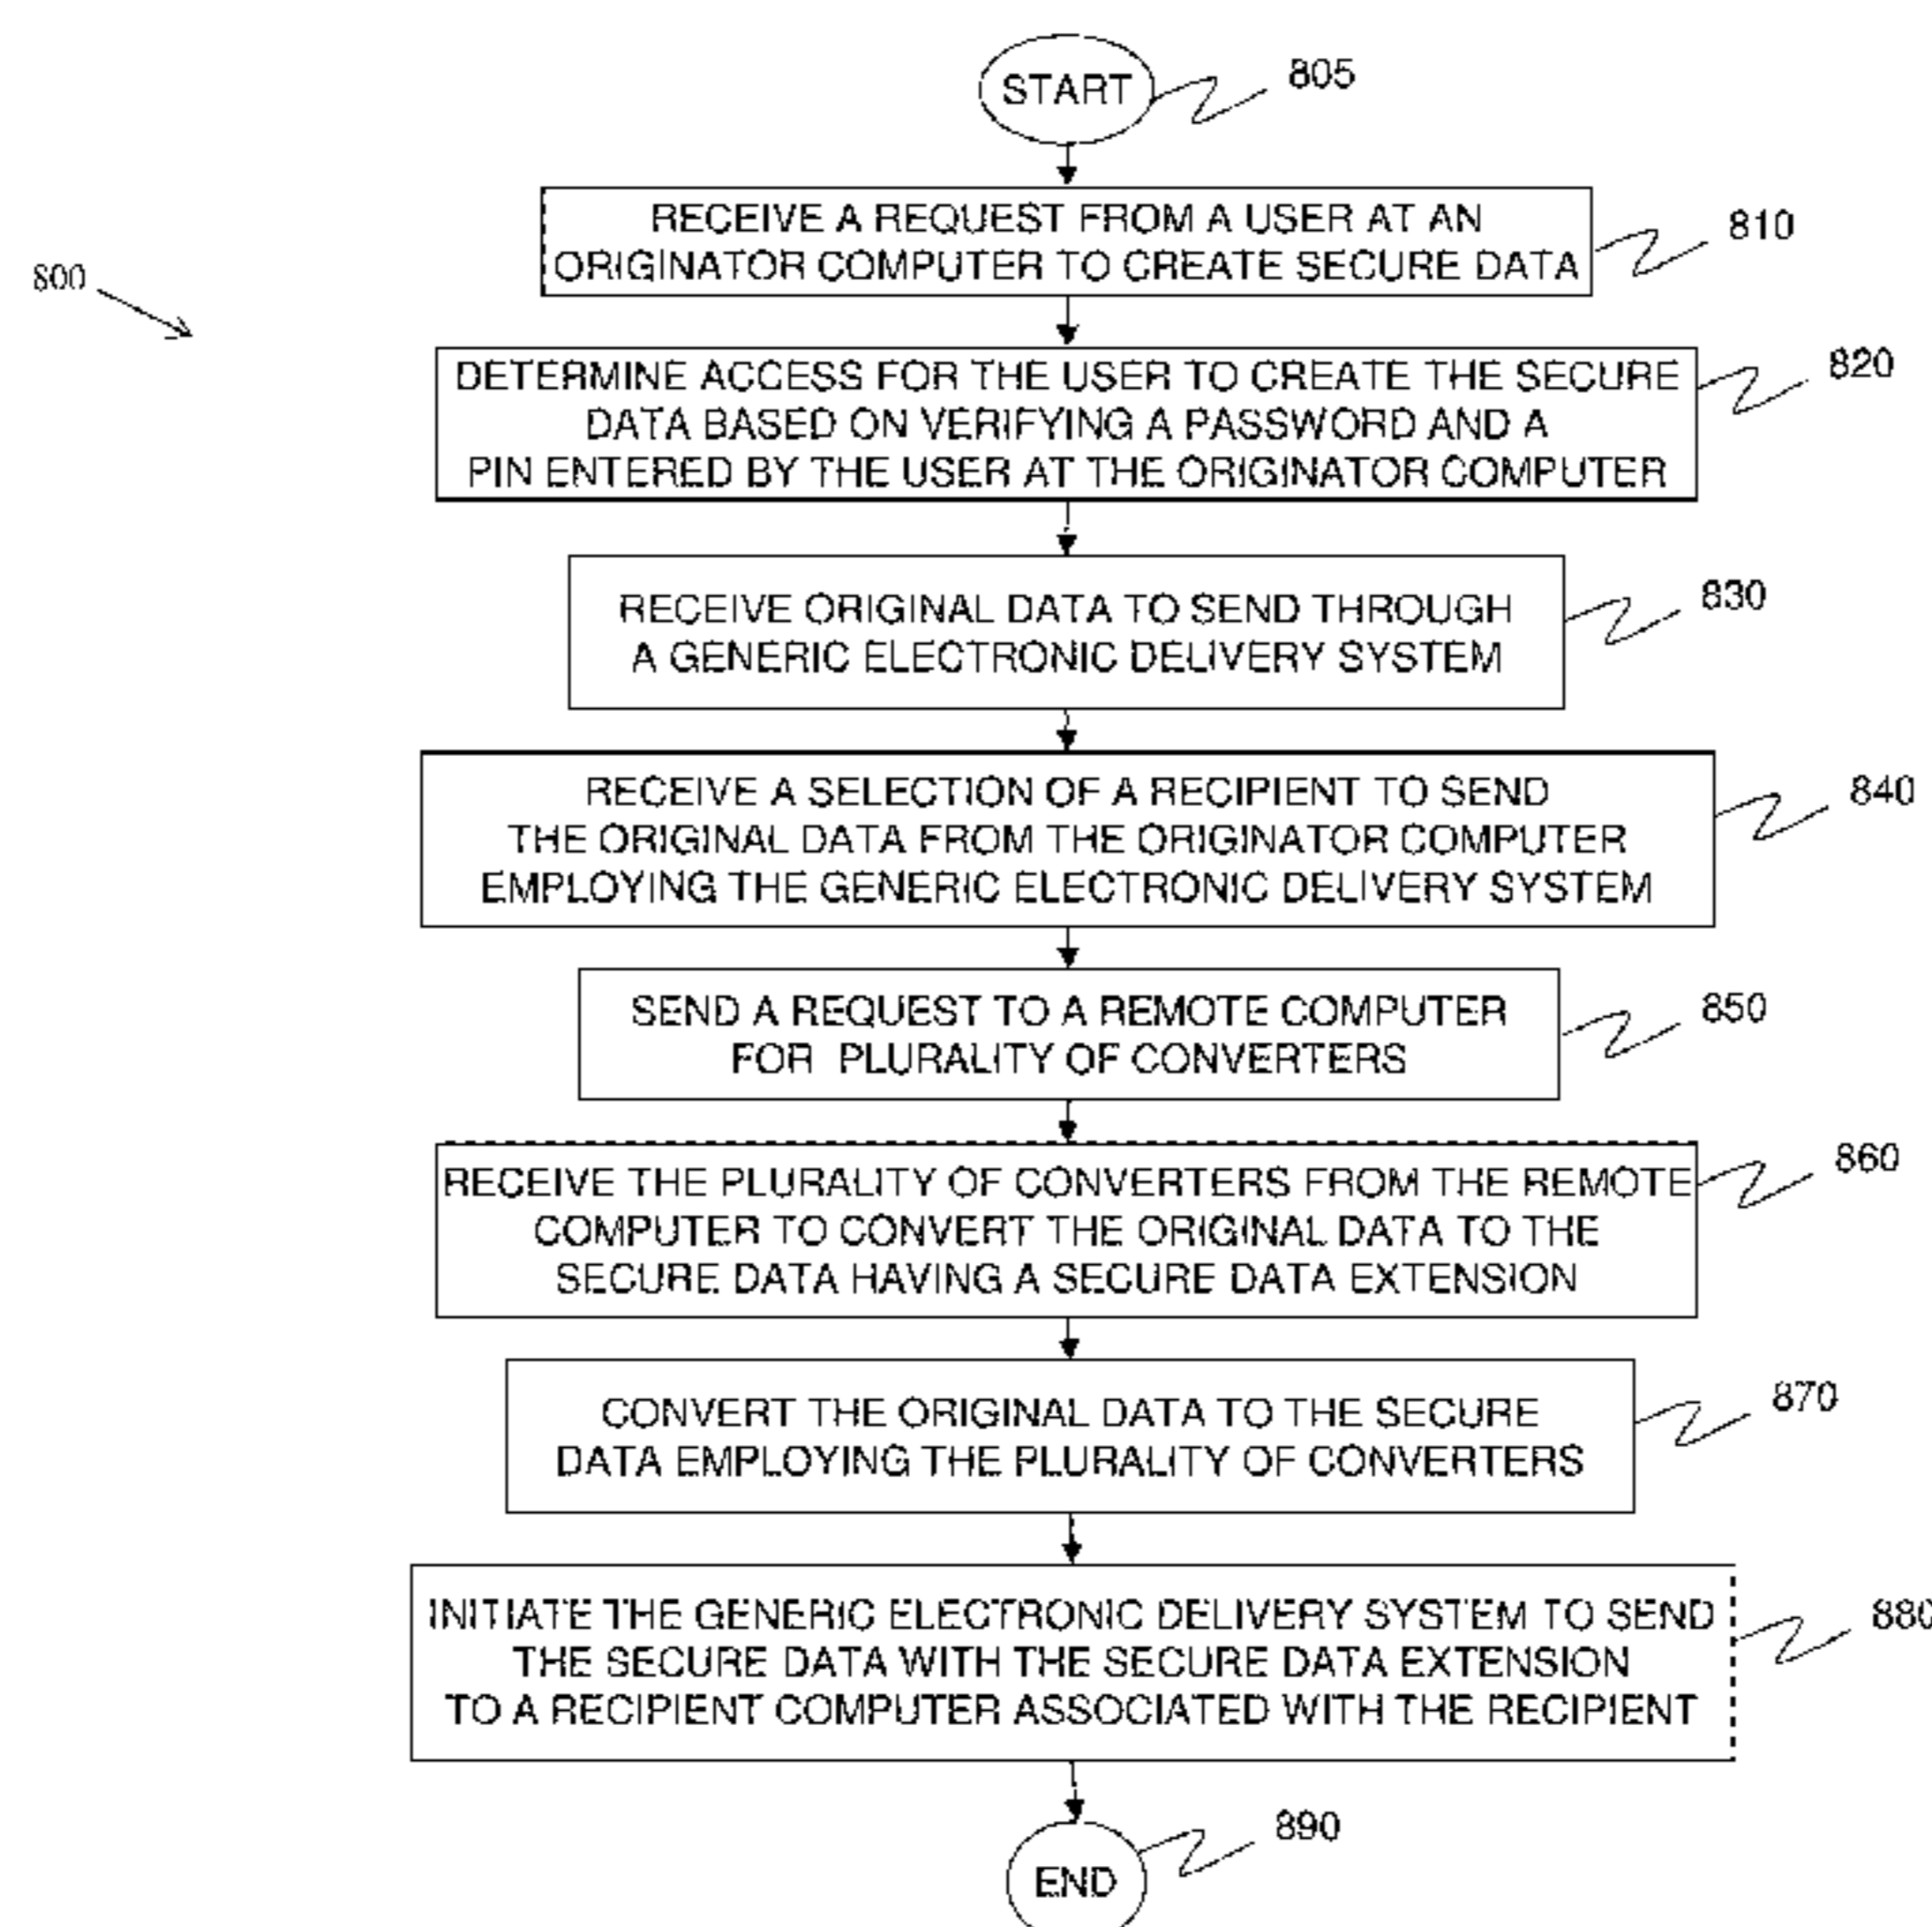 START
805
RECEIVE A REQUEST FROM A USER AT AN
ORIGINATOR COMPUTER TO CREATE SECURE DATA
810
800
DETERMINE ACCESS FOR THE USER TO CREATE THE SECURE
DATA BASED ON VERIFYING A PASSWORD AND A
PIN ENTERED BY THE USER AT THE ORIGINATOR COMPUTER
820
RECEIVE ORIGINAL DATA TO SEND THROUGH
A GENERIC ELECTRONIC DELIVERY SYSTEM
830
RECEIVE A SELECTION OF A RECIPIENT TO SEND
THE ORIGINAL DATA FROM THE ORIGINATOR COMPUTER
EMPLOYING THE GENERIC ELECTRONIC DELIVERY SYSTEM
840
SEND A REQUEST TO A REMOTE COMPUTER
FOR PLURALITY OF CONVERTERS
850
RECEIVE THE PLURALITY OF CONVERTERS FROM THE REMOTE
COMPUTER TO CONVERT THE ORIGINAL DATA TO THE
SECURE DATA HAVING A SECURE DATA EXTENSION
860
CONVERT THE ORIGINAL DATA TO THE SECURE
DATA EMPLOYING THE PLURALITY OF CONVERTERS
870
INITIATE THE GENERIC ELECTRONIC DELIVERY SYSTEM TO SEND
THE SECURE DATA WITH THE SECURE DATA EXTENSION
TO A RECIPIENT COMPUTER ASSOCIATED WITH THE RECIPIENT
880
END
890